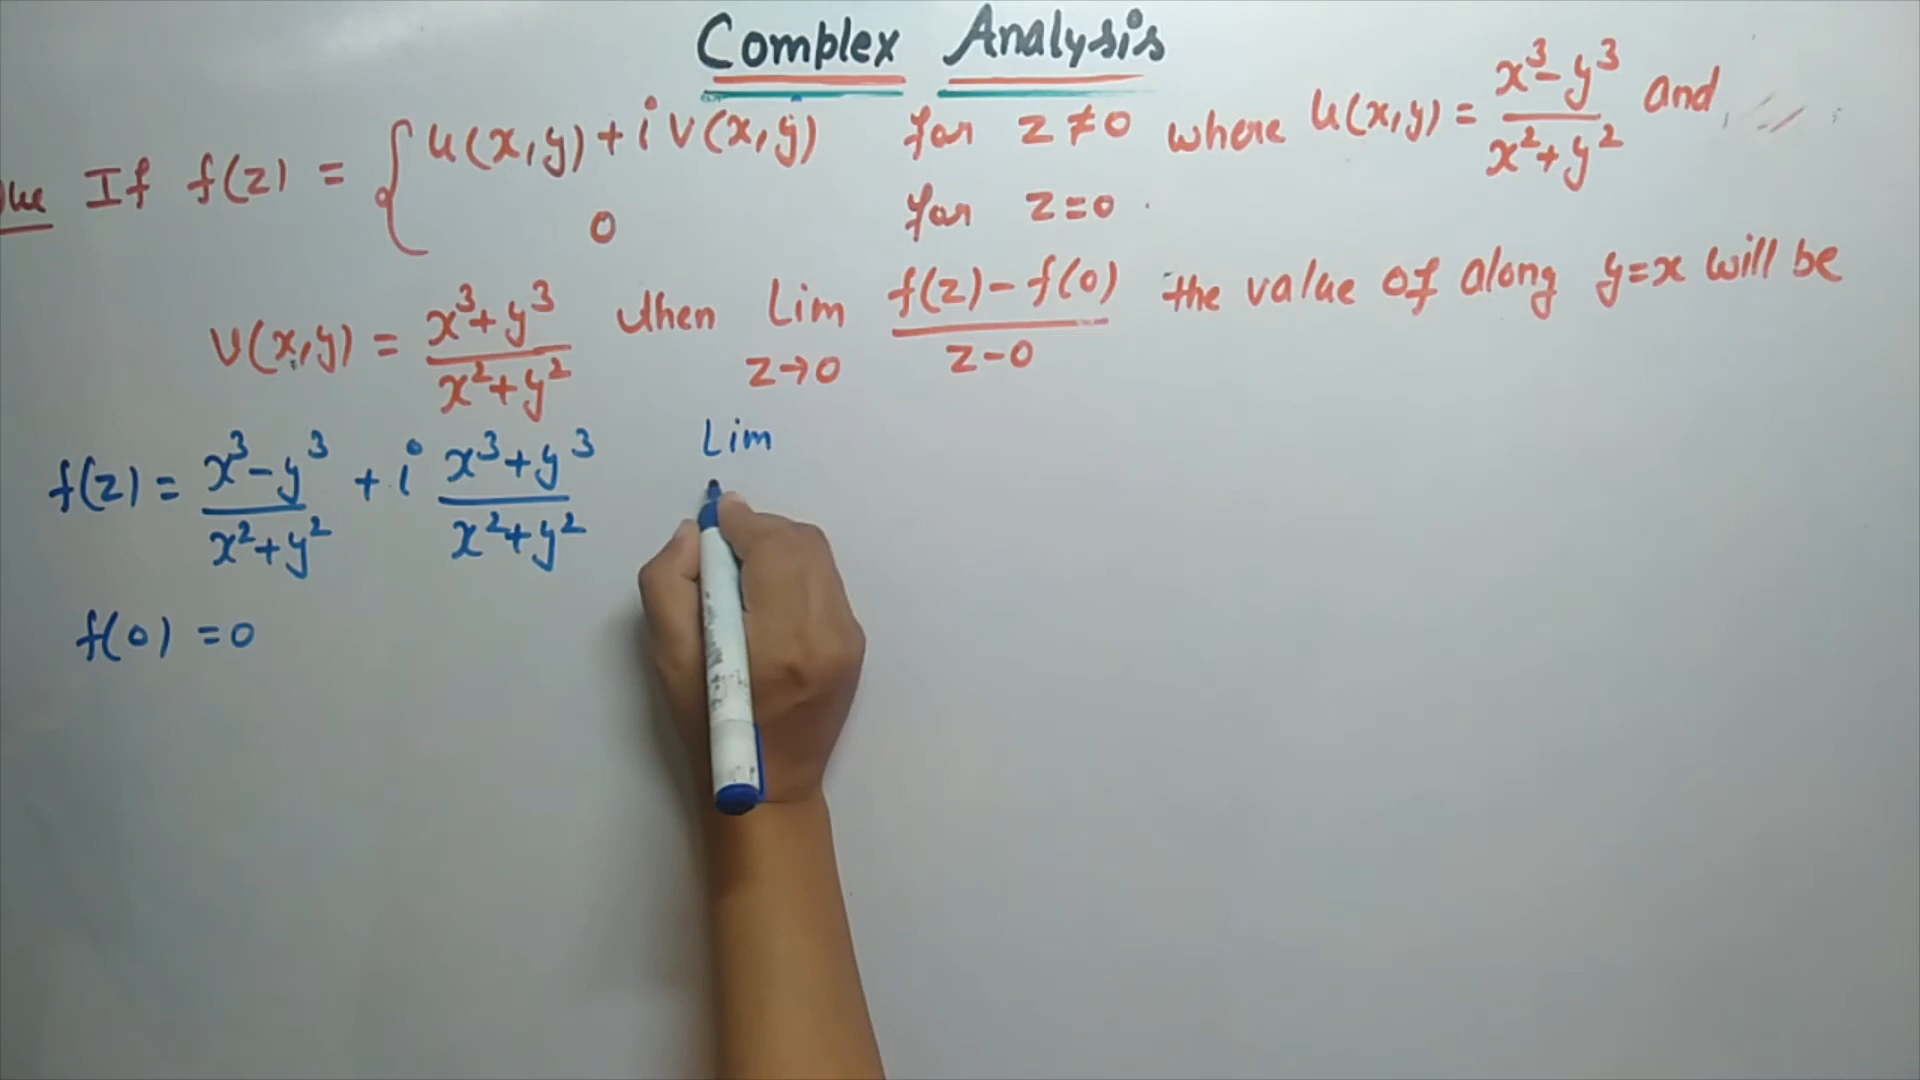 Complex Analysis
If f(z) = { u(x,y) + i v(x,y) for z ≠ 0 where u(x,y) = x³ - y³ / x² + y² and
0 for z = 0
v(x,y) = x³ + y³ / x² + y² then Lim z→0 f(z) - f(0) / z - 0 the value of along y = x will be
f(z) = x³ - y³ / x² + y² + i x³ + y³ / x² + y² Lim
f(0) = 0